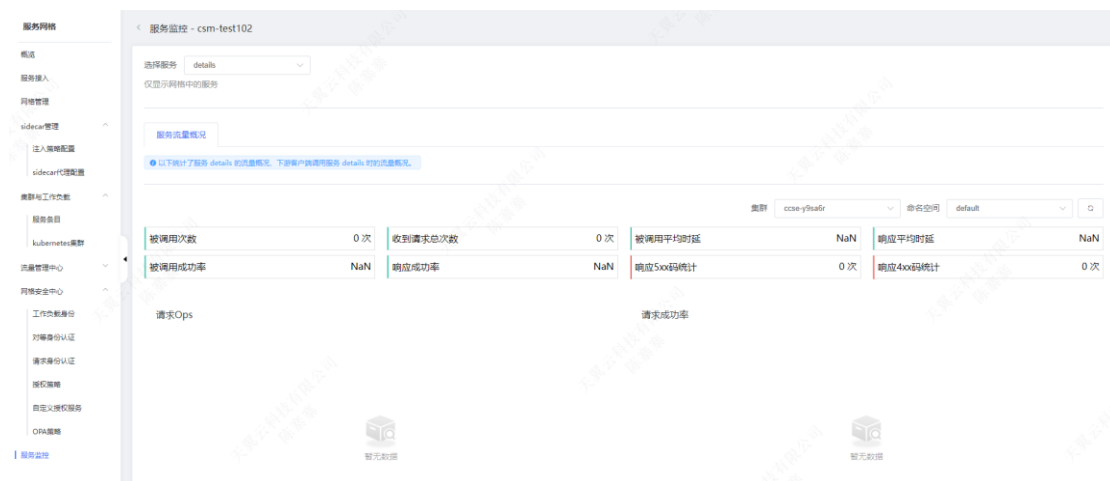 服务网格
服务监控 - csm-test102
概览
服务接入
网格管理
sidecar管理
注入策略配置
sidecar代理配置
集群与工作负载
服务条目
kubernetes集群
流量管理中心
网格安全中心
工作负载身份
对等身份认证
请求身份认证
授权策略
自定义授权服务
OPA策略
服务监控
选择服务 details
仅显示网格中的服务
服务流量概况
以下统计了服务 details 的流量概况、下游客户端调用服务 details 时的流量概况。
集群 ccse-y9sa6r 命名空间 default
被调用次数 0 次 收到请求总次数 0 次 被调用平均时延 NaN 响应平均时延 NaN
被调用成功率 NaN 响应成功率 NaN 响应5xx码统计 0 次 响应4xx码统计 0 次
请求Ops 请求成功率
暂无数据 暂无数据